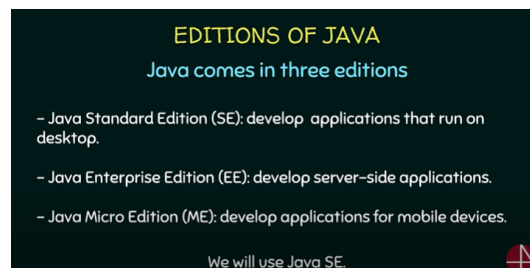 EDITIONS OF JAVA
Java comes in three editions
- Java Standard Edition (SE): develop applications that run on
desktop.
- Java Enterprise Edition (EE): develop server-side applications.
- Java Micro Edition (ME): develop applications for mobile devices.
We will use Java SE.